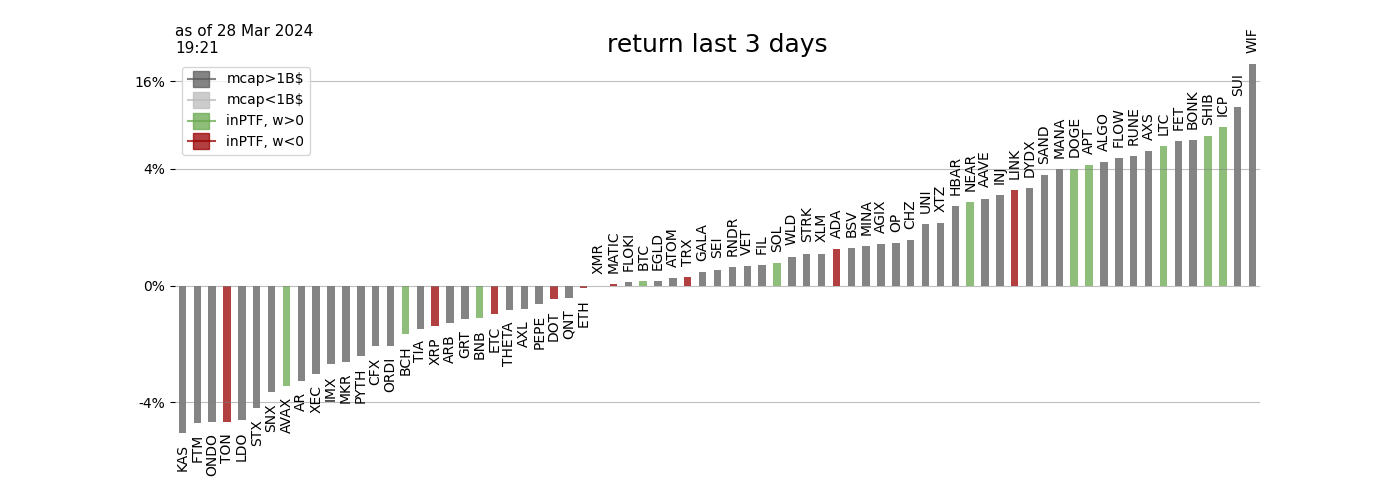 as of 28 Mar 2024
19:21
return last 3 days
mcap>1B$
mcap<1B$
inPTF, w>0
inPTF, w<0
16%
4%
0%
-4%
KAS
FTM
ONDO
TON
LDO
STX
SNX
AVAX
AR
XEC
IMX
MKR
PYTH
CFX
ORDI
BCH
TIA
XRP
ARB
GRT
BNB
ETC
THETA
AXL
PEPE
DOT
QNT
ETH
XMR
MATIC
FLOKI
BTC
EGLD
ATOM
TRX
GALA
SEI
RNDR
VET
FIL
SOL
WLD
STRK
XLM
ADA
BSV
MINA
AGIX
OP
CHZ
UNI
XTZ
HBAR
NEAR
AAVE
INJ
LINK
DYDX
SAND
MANA
DOGE
APT
ALGO
FLOW
RUNE
AXS
LTC
FET
BONK
SHIB
ICP
SUI
WIF